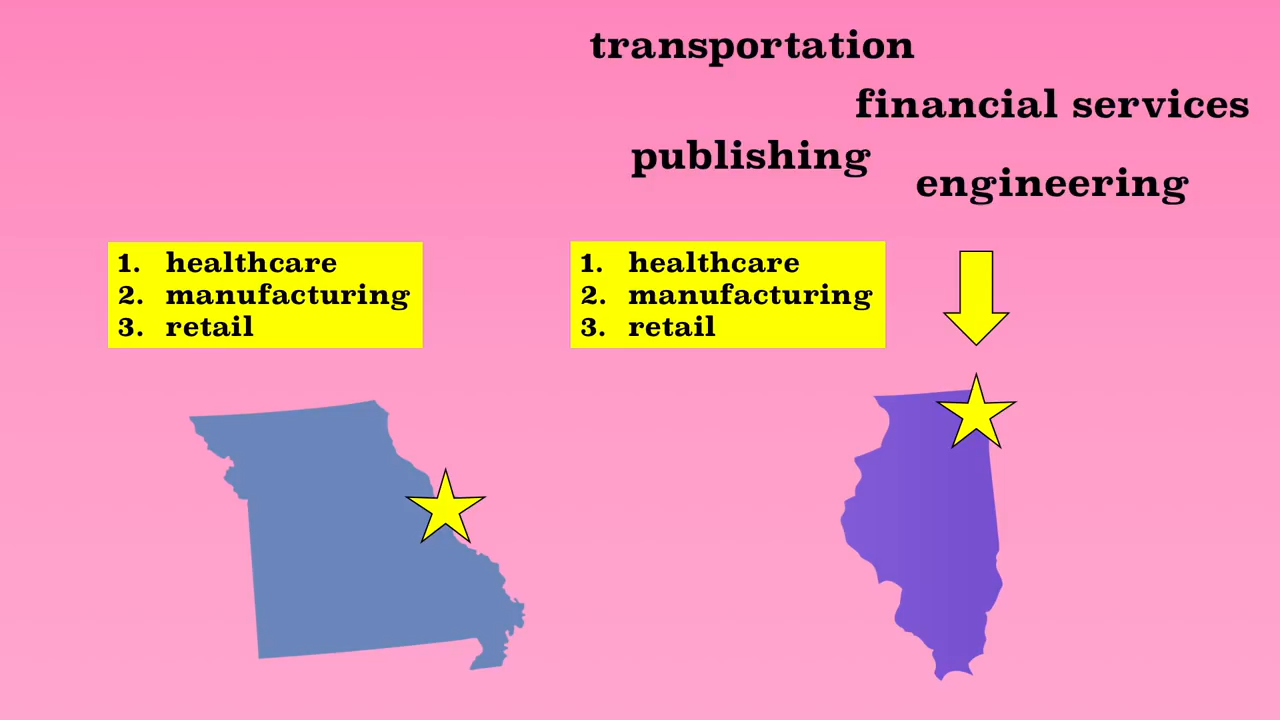 transportation
financial services
publishing
engineering
1. healthcare
2. manufacturing
3. retail
1. healthcare
2. manufacturing
3. retail